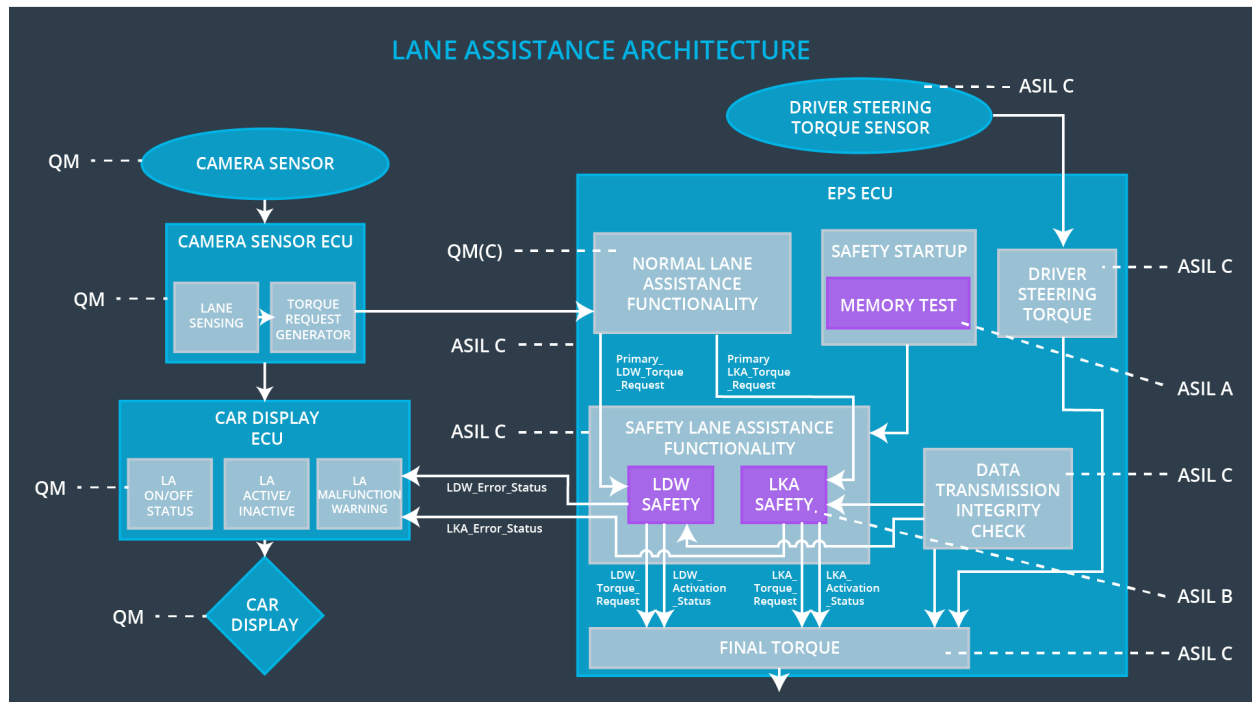 LANE ASSISTANCE ARCHITECTURE
ASIL C
DRIVER STEERING
TORQUE SENSOR
QM
CAMERA SENSOR
EPS ECU
CAMERA SENSOR ECU
QM
LANE
SENSING
TORQUE
REQUEST
GENERATOR
QM(C)
NORMAL LANE
ASSISTANCE
FUNCTIONALITY
SAFETY STARTUP
MEMORY TEST
DRIVER
STEERING
TORQUE
ASIL C
ASIL C
Primary_
LDW_Torque
_Request
Primary
LKA_Torque
_Request
ASIL A
CAR DISPLAY
ECU
QM
LA
ON/OFF
STATUS
LA
ACTIVE/
INACTIVE
LA
MALFUNCTION
WARNING
ASIL C
SAFETY LANE ASSISTANCE
FUNCTIONALITY
LDW
SAFETY
LKA
SAFETY
DATA
TRANSMISSION
INTEGRITY
CHECK
ASIL C
LDW_Error_Status
LKA_Error_Status
LDW_
Torque_
Request
LDW_
Activation
_Status
LKA_
Torque_
Request
LKA_
Activation
_Status
ASIL B
QM
CAR
DISPLAY
FINAL TORQUE
ASIL C